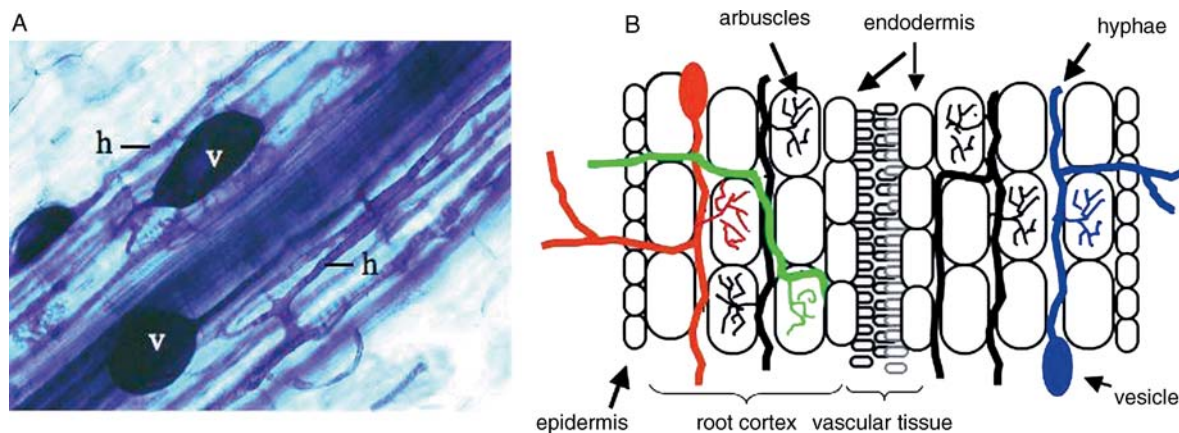 A
h
v
h
v
B
arbuscles
endodermis
hyphae
epidermis
root cortex
vascular tissue
vesicle